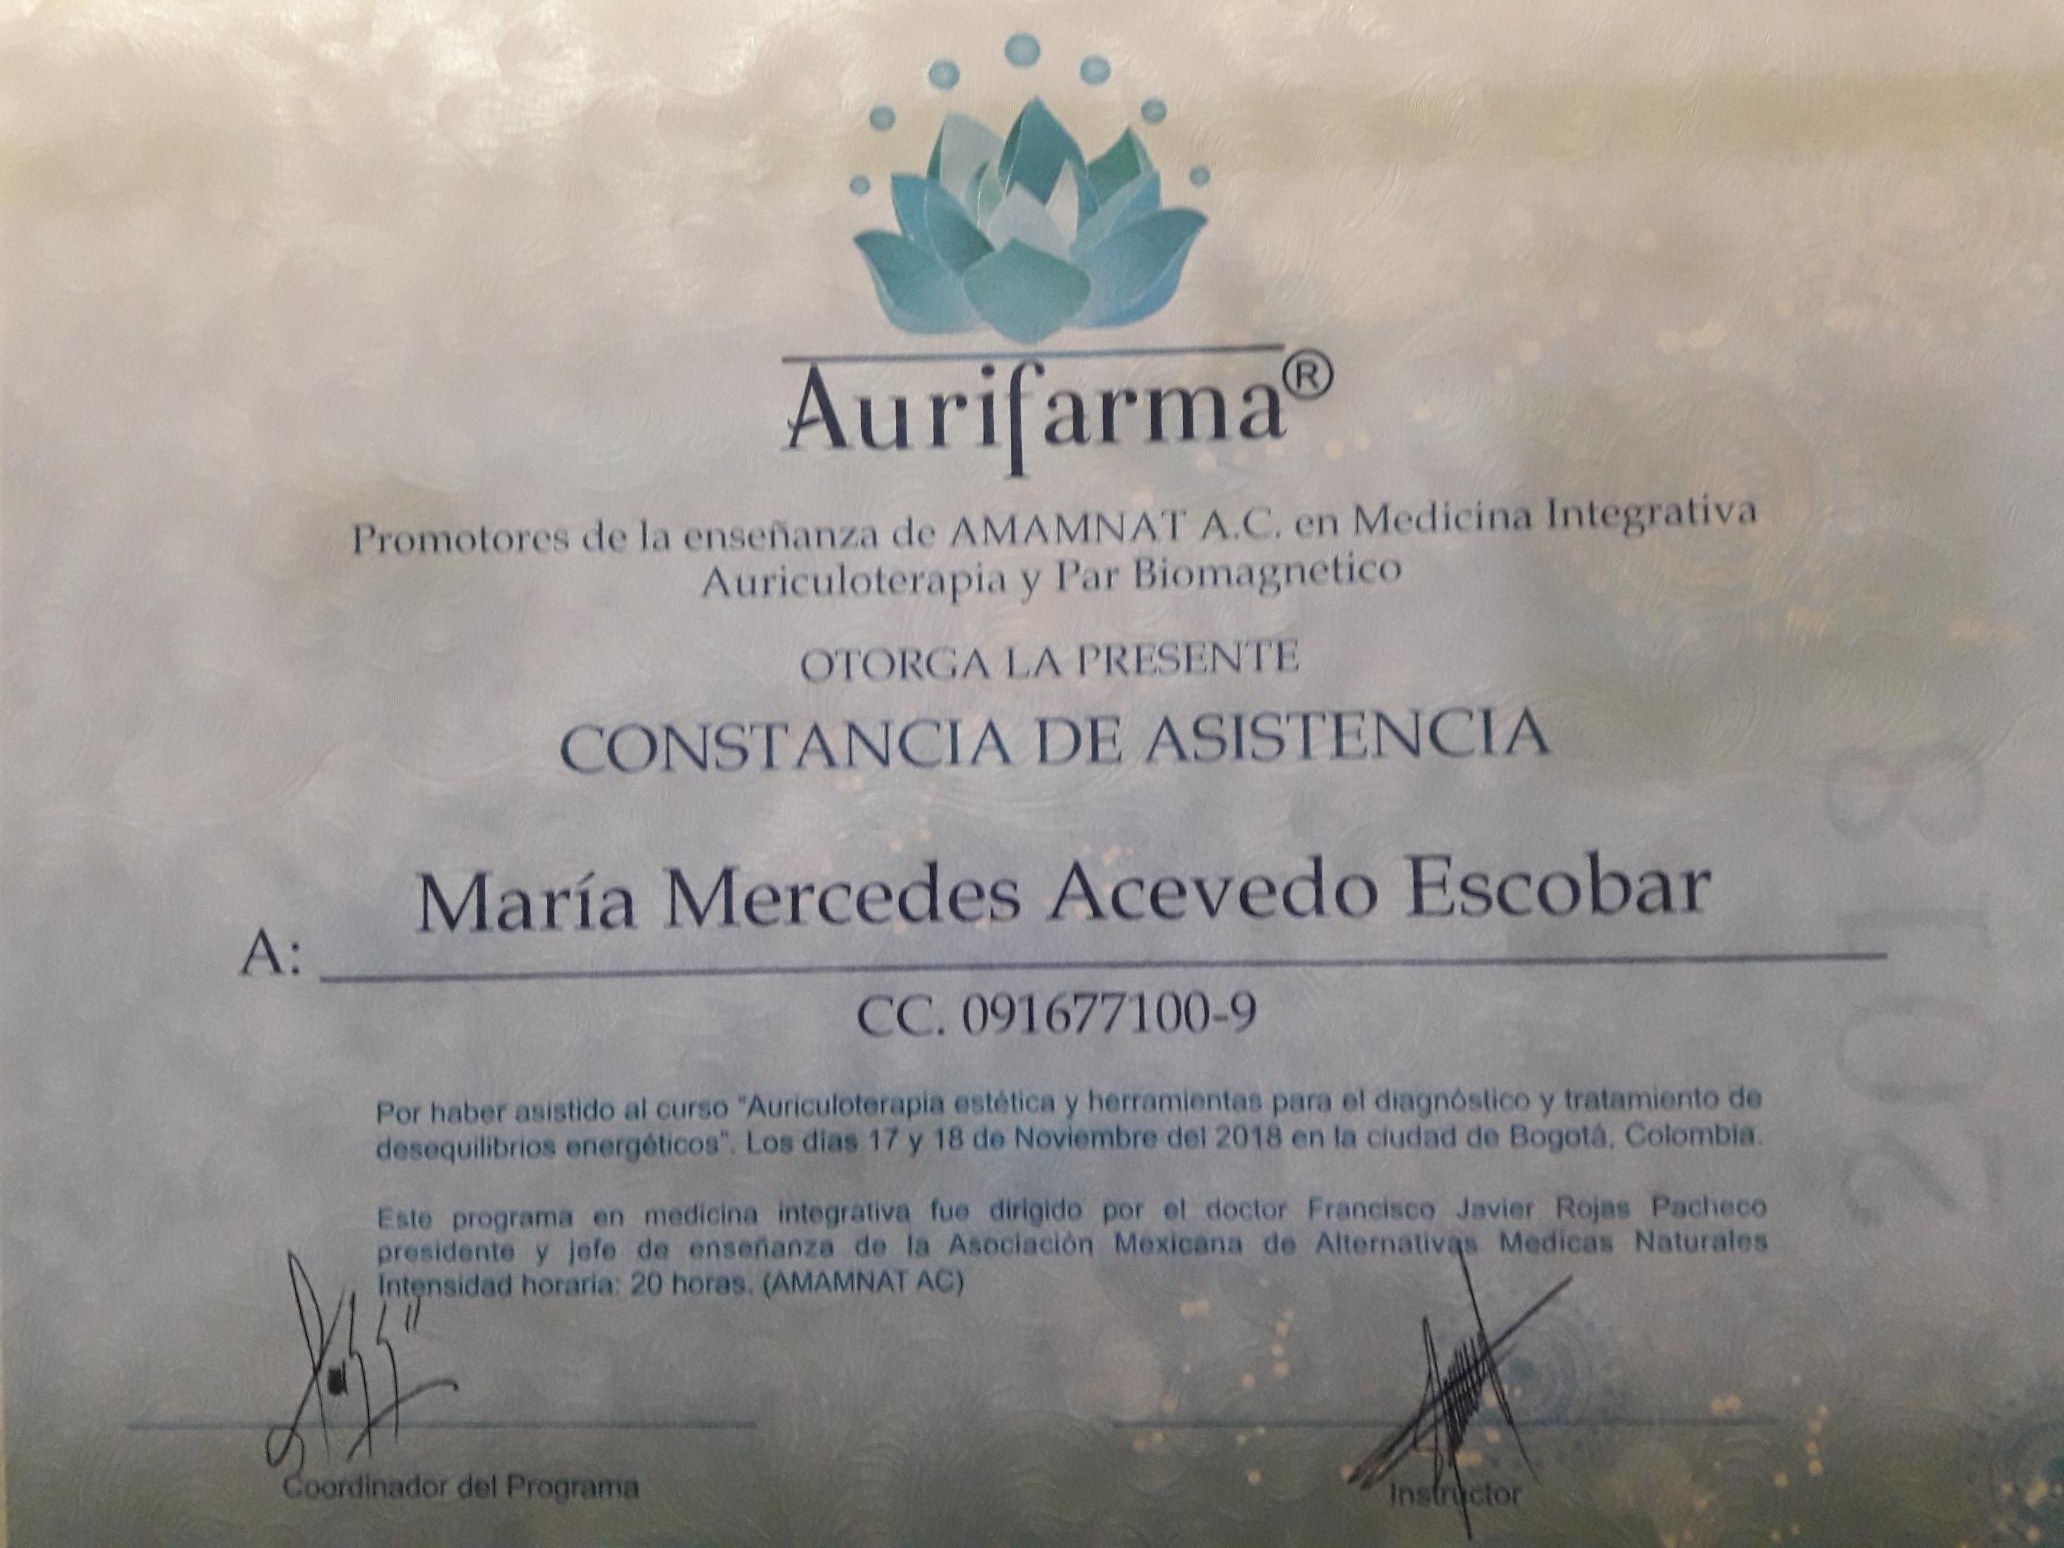 Aurifarma®
Promotores de la enseñanza de AMAMNAT A.C. en Medicina Integrativa
Auriculoterapia y Par Biomagnetico
OTORGA LA PRESENTE
CONSTANCIA DE ASISTENCIA
María Mercedes Acevedo Escobar
A:
CC. 091677100-9
Por haber asistido al curso "Auriculoterapia estética y herramientas para el diagnóstico y tratamiento de
desequilibrios energéticos". Los días 17 y 18 de Noviembre del 2018 en la ciudad de Bogotá, Colombia.
Este programa en medicina integrativa fue dirigido por el doctor Francisco Javier Rojas Pacheco
presidente y jefe de enseñanza de la Asociación Mexicana de Alternativas Medicas Naturales
Intensidad horaria: 20 horas. (AMAMNAT AC)
Coordinador del Programa
Instructor
2018